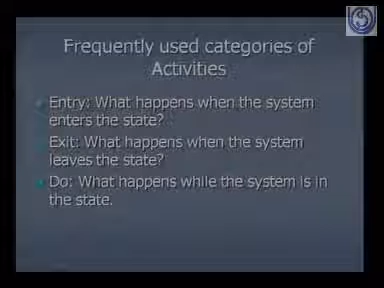 Frequently used categories of
Activities
Entry: What happens when the system
enters the state?
Exit: What happens when the system
leaves the state?
Do: What happens while the system is in
the state.